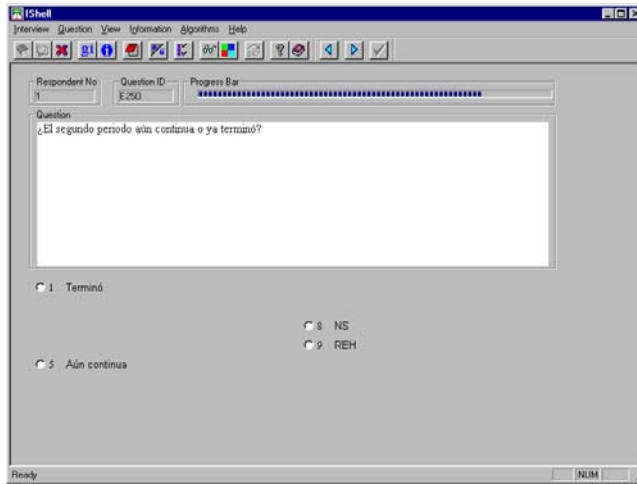 IShell
Interview Question View Information Algorithms Help
Respondent No Question ID Progress Bar
1 E250
Question
¿El segundo periodo aún continua o ya terminó?
1 Terminó
8 NS
9 REH
5 Aún continua
Ready NUM